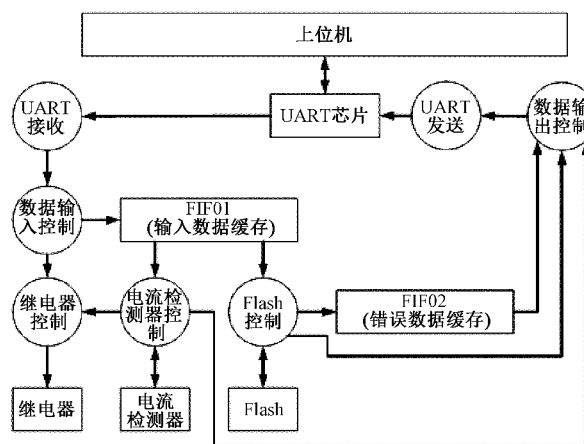 上位机
UART
接收
UART芯片
UART
发送
数据输
出控制
数据输
入控制
FIF01
(输入数据缓存)
继电器
控制
电流检
测器控
制
Flash
控制
FIF02
(错误数据缓存)
继电器
电流
检测器
Flash